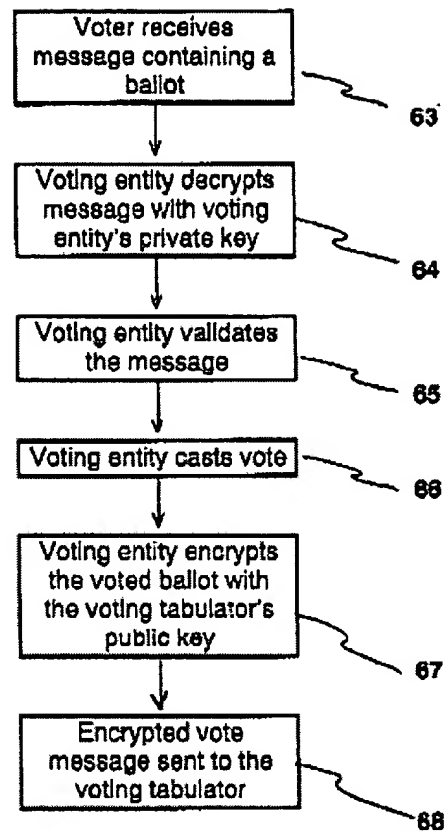 Voter receives
message containing a
ballot
63
Voting entity decrypts
message with voting
entity's private key
64
Voting entity validates
the message
65
Voting entity casts vote
66
Voting entity encrypts
the voted ballot with
the voting tabulator's
public key
67
Encrypted vote
message sent to the
voting tabulator
68